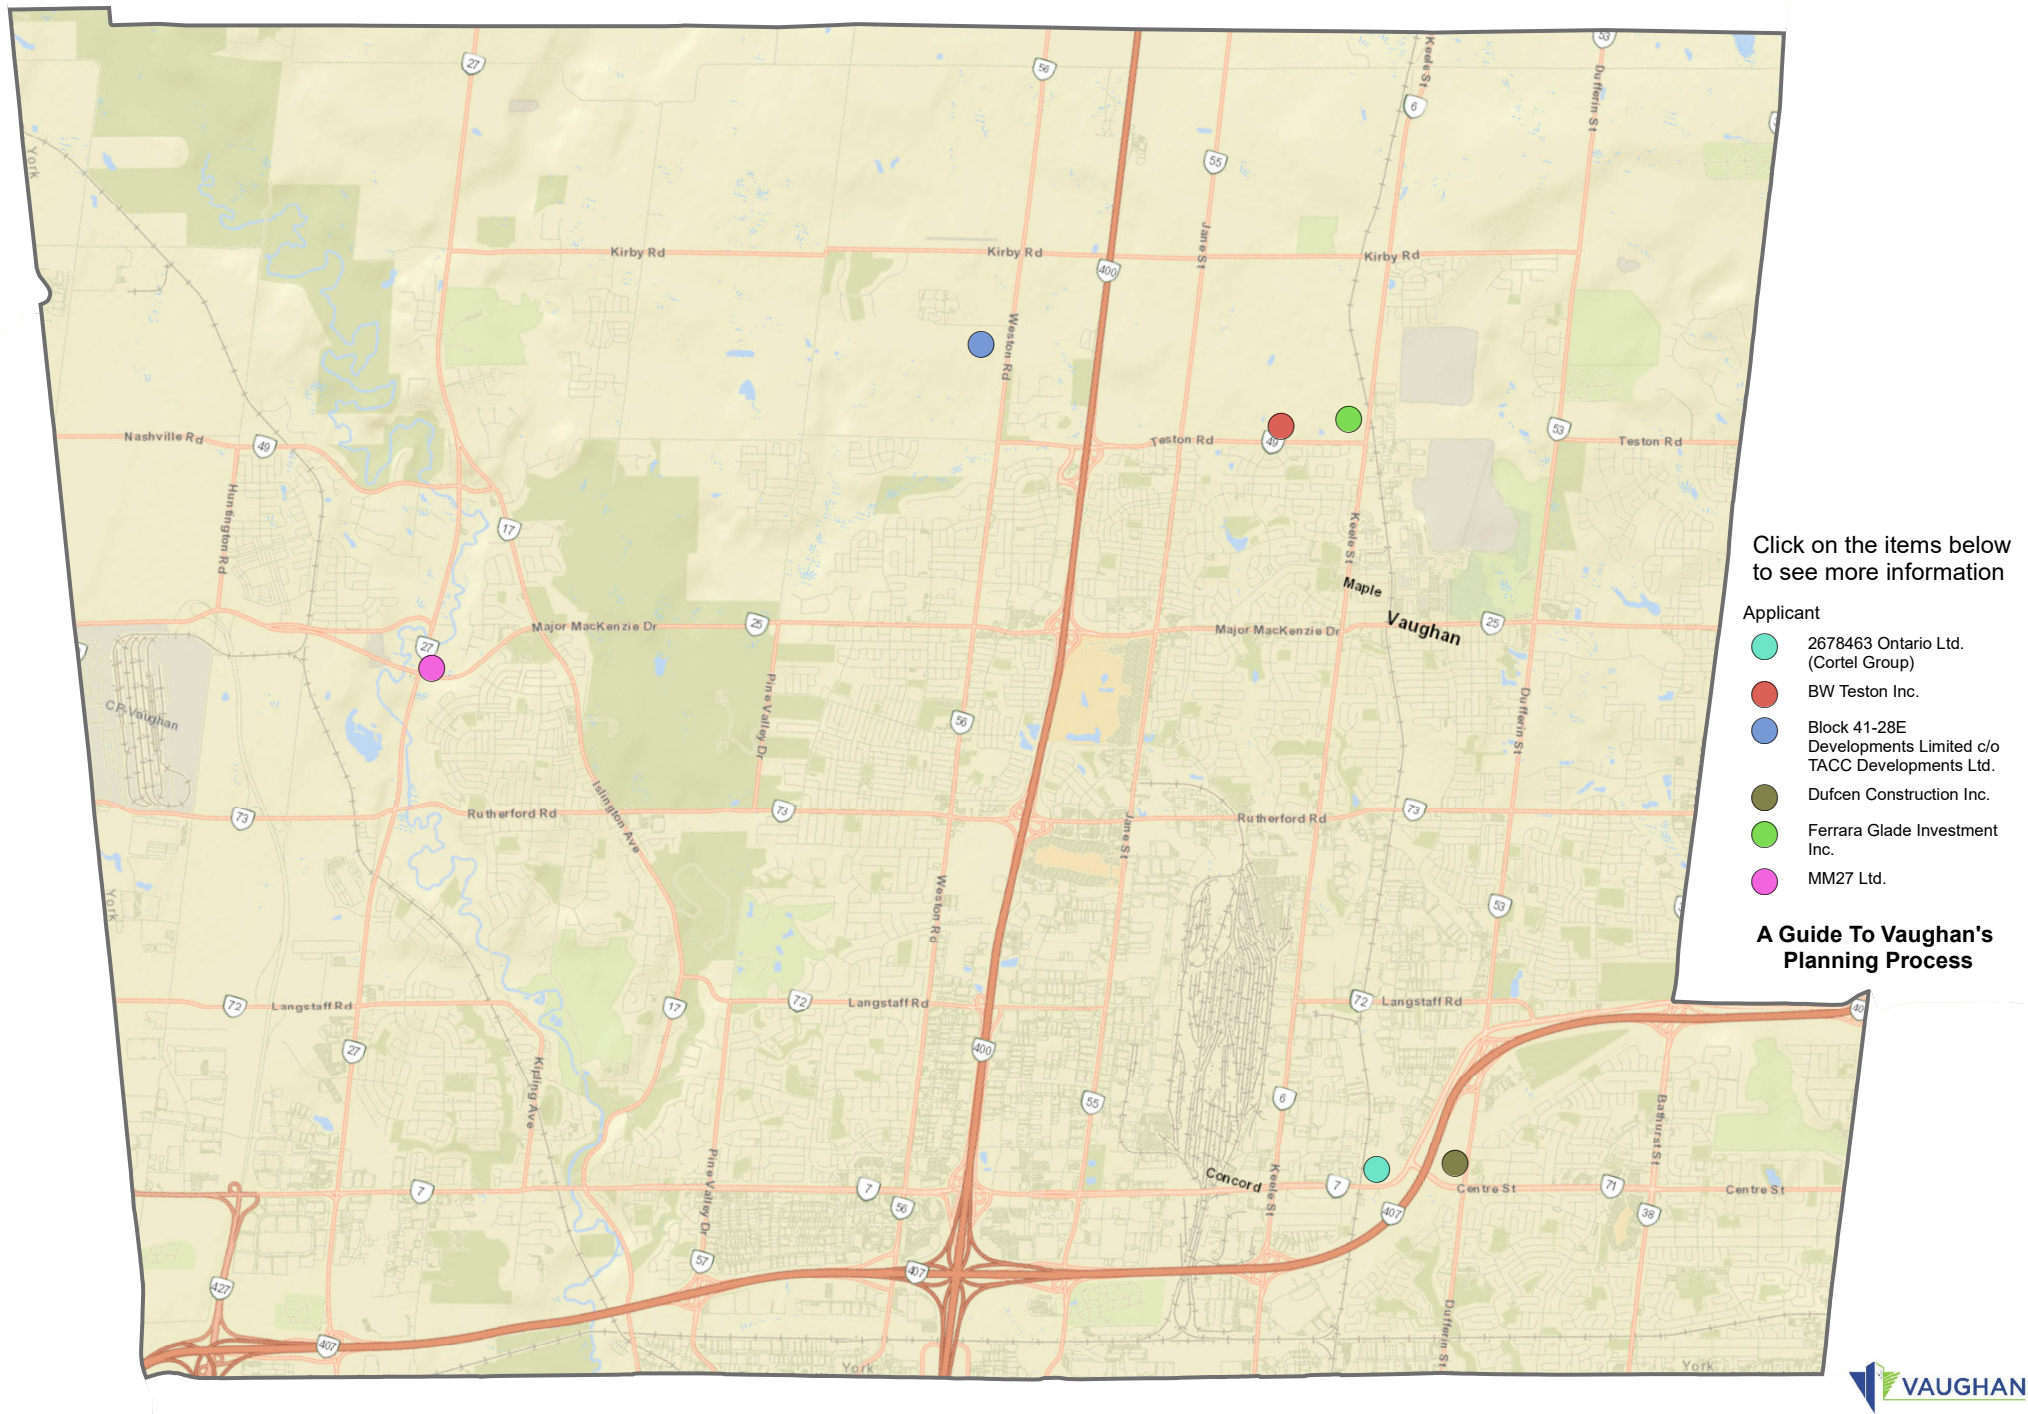 27
56
53
Keele St
6
Dufferin St
55
York
Kirby Rd
Kirby Rd
Jane St
Kirby Rd
400
Weston Rd
Nashville Rd
49
Teston Rd
49
53
Teston Rd
Huntington Rd
17
Keele St
Maple
Vaughan
25
Major MacKenzie Dr
25
Major MacKenzie Dr
27
CP-Vaughan
Pine Valley Dr
56
Dufferin St
73
Rutherford Rd
Islington Ave
73
Jane St
Rutherford Rd
73
York
Weston Rd
53
72
Langstaff Rd
17
72
Langstaff Rd
72
Langstaff Rd
40
27
400
Kipling Ave
55
6
Bathurst St
7
Pine Valley Dr
7
56
Concord
Keele St
7
Centre St
71
Centre St
407
38
57
407
427
407
Dufferin St
York
York
Click on the items below
to see more information
Applicant
2678463 Ontario Ltd.
(Cortel Group)
BW Teston Inc.
Block 41-28E
Developments Limited c/o
TACC Developments Ltd.
Dufcen Construction Inc.
Ferrara Glade Investment
Inc.
MM27 Ltd.
A Guide To Vaughan's
Planning Process
VAUGHAN